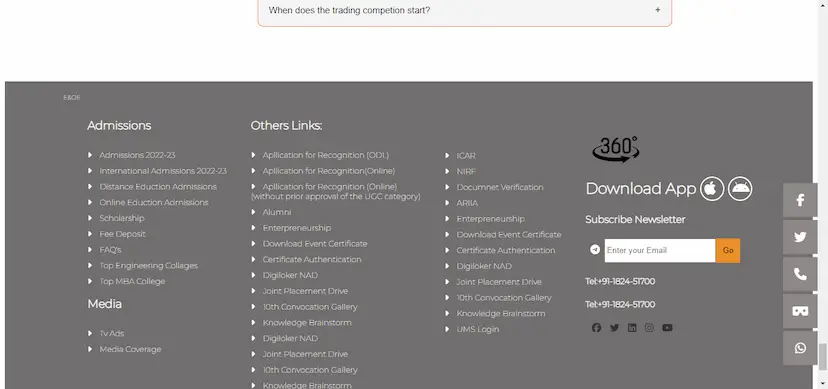 When does the trading competion start? +
E&OE
Admissions
Admissions 2022-23
International Admissions 2022-23
Distance Eduction Admissions
Online Eduction Admissions
Scholarship
Fee Deposit
FAQ's
Top Engineering Collages
Top MBA College
Media
Tv Ads
Media Coverage
Others Links:
Apllication for Recognition (ODL)
Apllication for Recognition(Online)
Apllication for Recognition (Online)
(without prior approval of the UGC category)
Alumni
Enterpreneurship
Download Event Certificate
Certificate Authentication
Digiloker NAD
Joint Placement Drive
10th Convocation Gallery
Knowledge Brainstorm
Digiloker NAD
Joint Placement Drive
10th Convocation Gallery
Knowledge Brainstorm
ICAR
NIRF
Documnet Verification
ARIIA
Enterpreneurship
Download Event Certificate
Certificate Authentication
Digiloker NAD
Joint Placement Drive
10th Convocation Gallery
Knowledge Brainstorm
UMS Login
360°
Download App
Subscribe Newsletter
Enter your Email Go
Tel:+91-1824-51700
Tel:+91-1824-51700